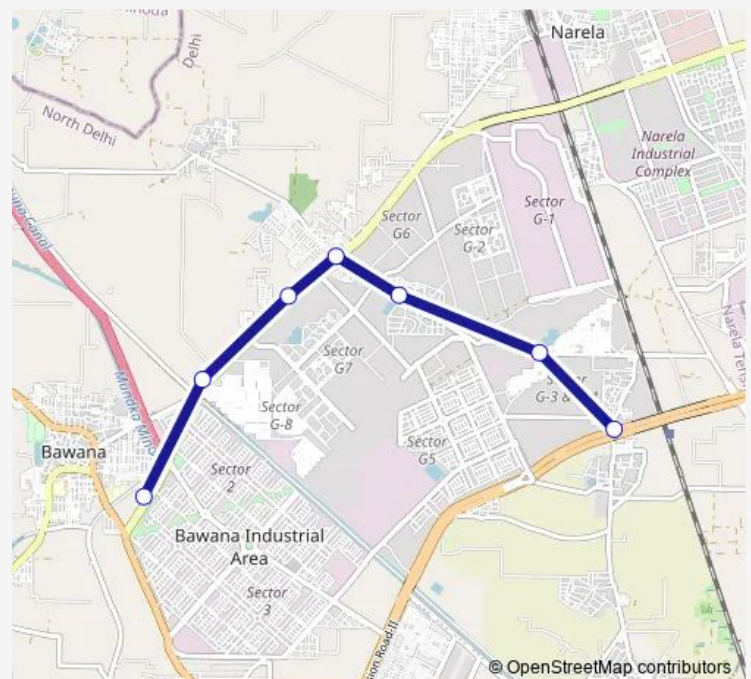 Narela
Delhi
North Delhi
Narela
Industrial
Complex
Sector
G6
Sector
G-2
Sector
G-1
Sector
G7
Sector
G-8
Sector
G5
Bawana
Sector
2
Bawana Industrial
Area
Sector
3
© OpenStreetMap contributors